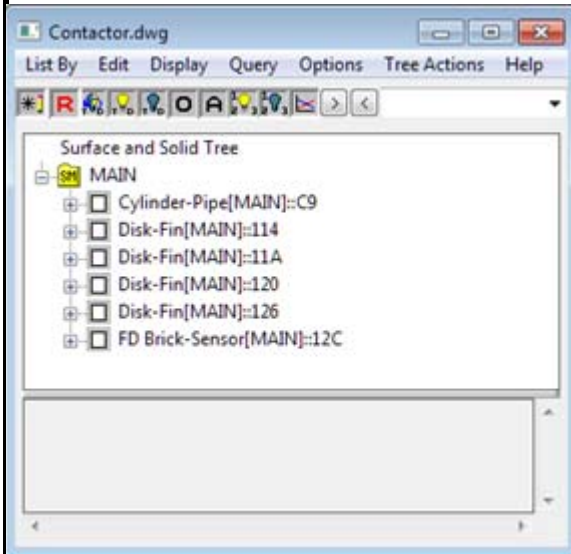 Contactor.dwg
List By Edit Display Query Options Tree Actions Help
*] R O A > <
Surface and Solid Tree
SM MAIN
Cylinder-Pipe[MAIN]::C9
Disk-Fin[MAIN]::114
Disk-Fin[MAIN]::11A
Disk-Fin[MAIN]::120
Disk-Fin[MAIN]::126
FD Brick-Sensor[MAIN]::12C